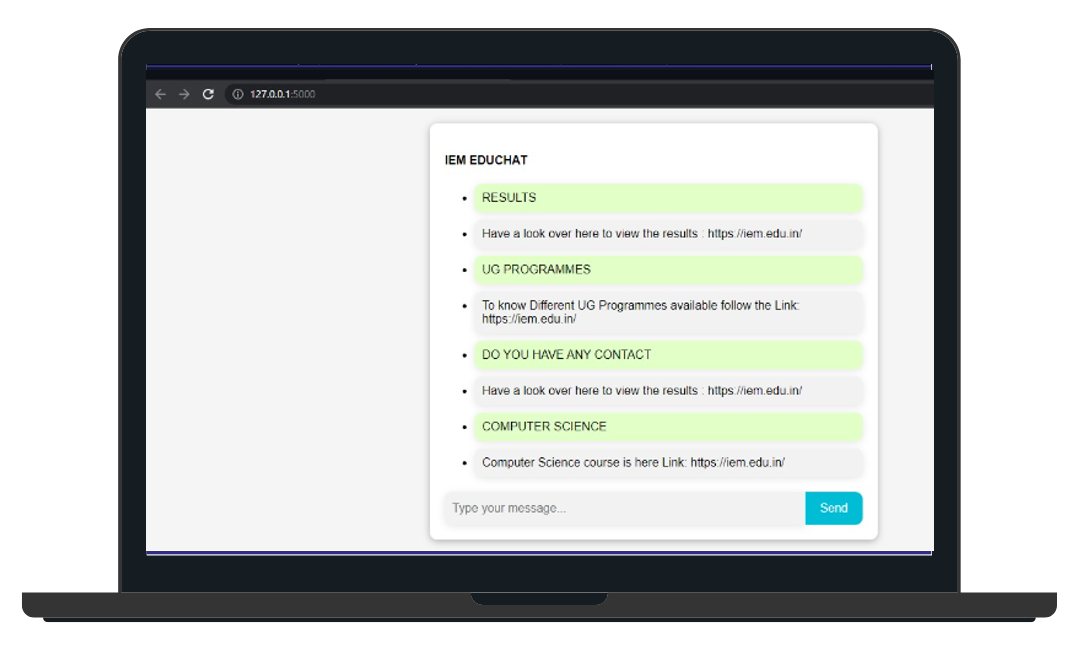 127.0.0.1:5000
IEM EDUCHAT
RESULTS
Have a look over here to view the results : https://iem.edu.in/
UG PROGRAMMES
To know Different UG Programmes available follow the Link:
https://iem.edu.in/
DO YOU HAVE ANY CONTACT
Have a look over here to view the results : https://iem.edu.in/
COMPUTER SCIENCE
Computer Science course is here Link: https://iem.edu.in/
Type your message...
Send